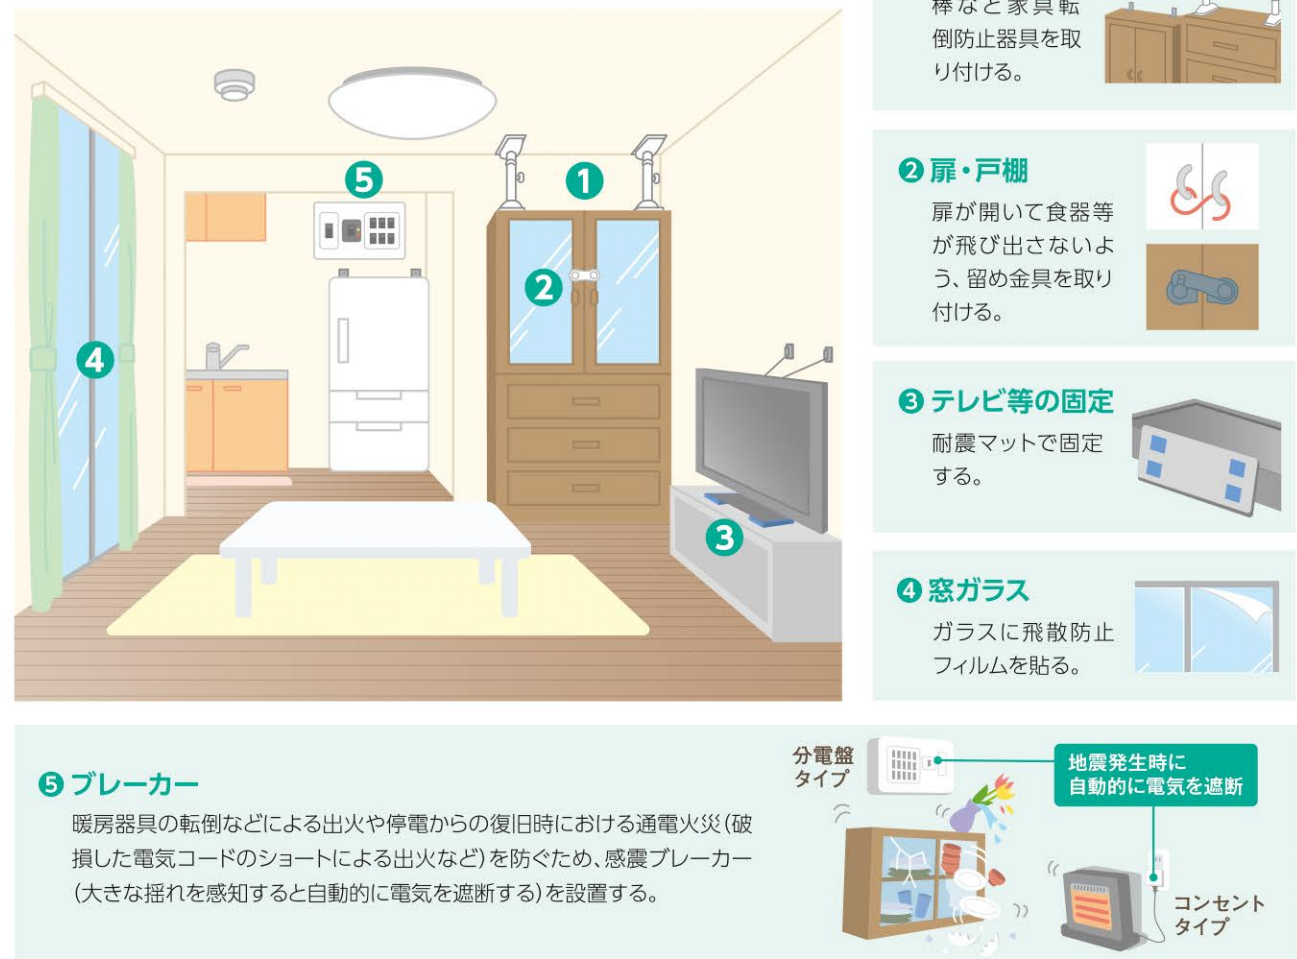 棒など家具転
倒防止器具を取
り付ける。
❷ 扉・戸棚
扉が開いて食器等
が飛び出さないよ
う、留め金具を取り
付ける。
❸ テレビ等の固定
耐震マットで固定
する。
❹ 窓ガラス
ガラスに飛散防止
フィルムを貼る。
❺
❶
❷
❹
❸
❺ ブレーカー
暖房器具の転倒などによる出火や停電からの復旧時における通電火災(破
損した電気コードのショートによる出火など)を防ぐため、感震ブレーカー
(大きな揺れを感知すると自動的に電気を遮断する)を設置する。
分電盤
タイプ
地震発生時に
自動的に電気を遮断
コンセント
タイプ